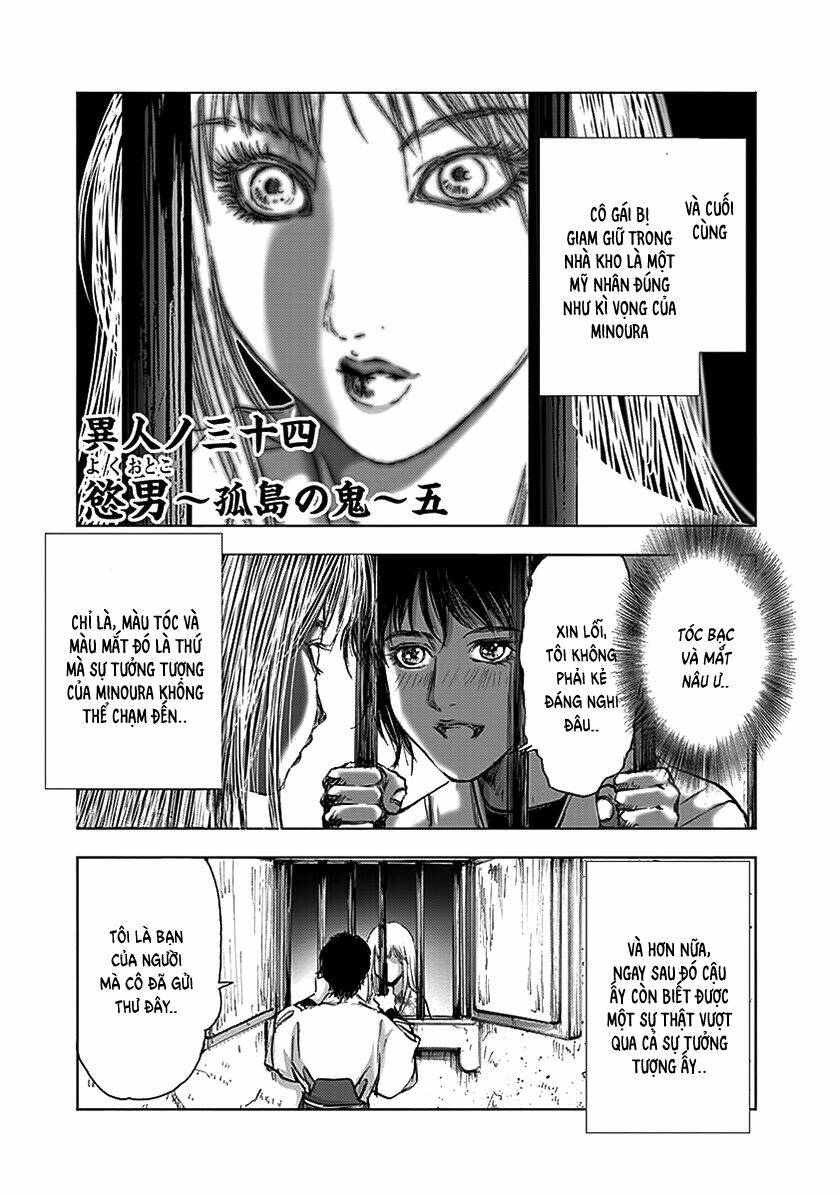 VÀ CUỐI
CÙNG
CÔ GÁI BỊ
GIAM GIỮ TRONG
NHÀ KHO LÀ MỘT
MỸ NHÂN ĐÚNG
NHƯ KÌ VỌNG CỦA
MINOURA
異人ノ三十四
よく おとこ
慾男～孤島の鬼～五
TÓC BẠC
VÀ MẮT
NÂU Ư..
XIN LỖI,
TÔI KHÔNG
PHẢI KẺ
ĐÁNG NGHI
ĐÂU..
CHỈ LÀ, MÀU TÓC VÀ
MÀU MẮT ĐÓ LÀ THỨ
MÀ SỰ TƯỞNG TƯỢNG
CỦA MINOURA KHÔNG
THỂ CHẠM ĐẾN..
VÀ HƠN NỮA,
NGAY SAU ĐÓ CẬU
ẤY CÒN BIẾT ĐƯỢC
MỘT SỰ THẬT VƯỢT
QUA CẢ SỰ TƯỞNG
TƯỢNG ẤY..
TÔI LÀ BẠN
CỦA NGƯỜI
MÀ CÔ ĐÃ GỬI
THƯ ĐÂY..